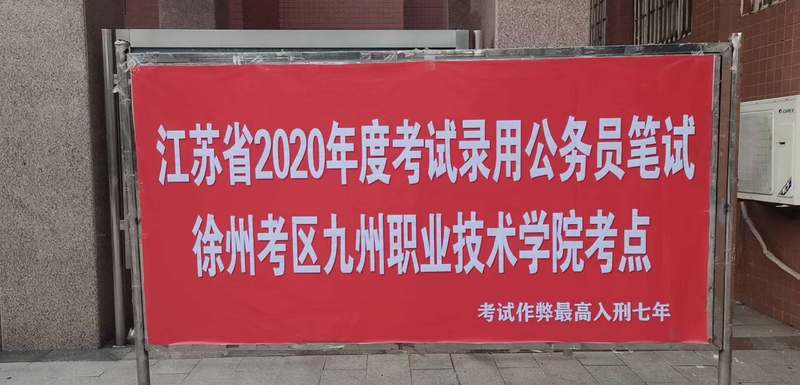 江苏省2020年度考试录用公务员笔试
徐州考区九州职业技术学院考点
考试作弊最高入刑七年